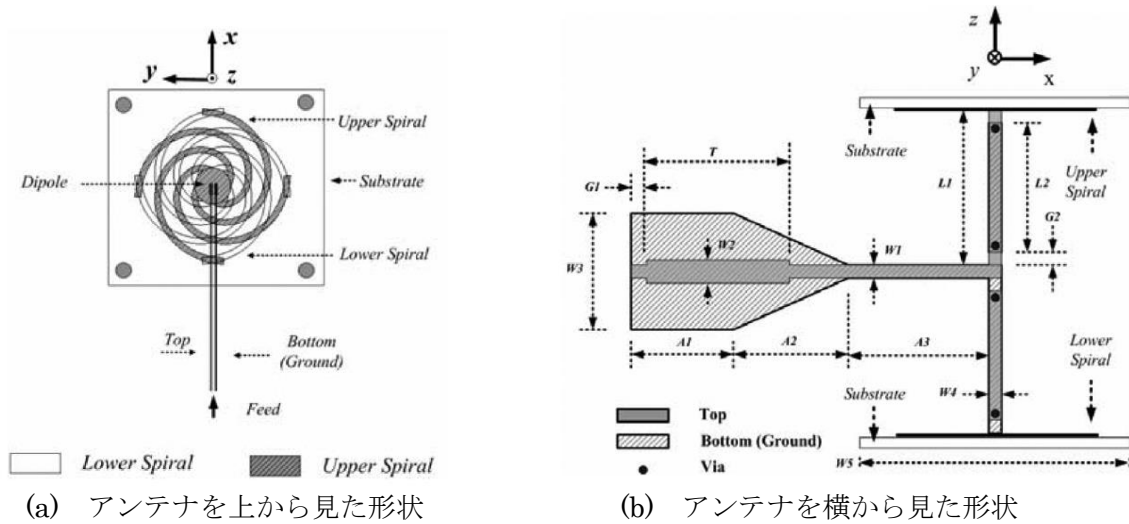 x
y
z
Upper Spiral
Dipole
Substrate
Lower Spiral
Top
Bottom
(Ground)
Feed
Lower Spiral
Upper Spiral
(a) アンテナを上から見た形状
z
y
x
Substrate
Upper
Spiral
T
G1
L1
L2
G2
W2
W1
W3
A1
A2
A3
Substrate
Lower
Spiral
W4
W5
Top
Bottom (Ground)
Via
(b) アンテナを横から見た形状